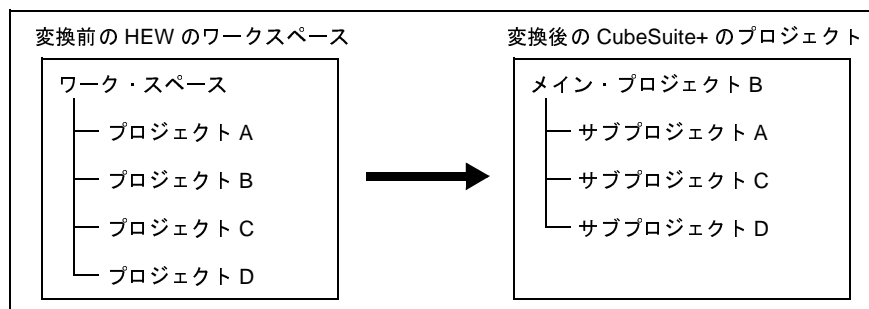 変換前の HEW のワークスペース
ワーク・スペース
プロジェクト A
プロジェクト B
プロジェクト C
プロジェクト D
変換後の CubeSuite+ のプロジェクト
メイン・プロジェクト B
サブプロジェクト A
サブプロジェクト C
サブプロジェクト D